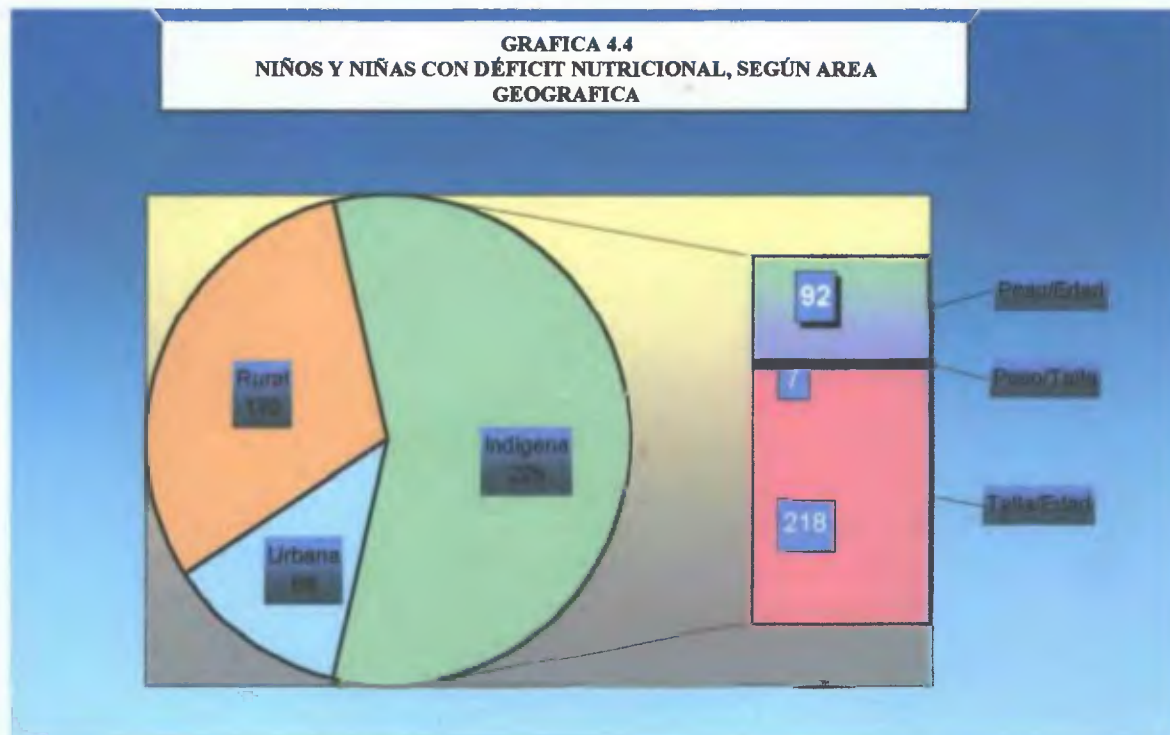 GRAFICA 4.4
NIÑOS Y NIÑAS CON DÉFICIT NUTRICIONAL, SEGÚN AREA
GEOGRAFICA
Rural
Indígena
Urbana
92
7
218
Peso/Edad
Peso/Talla
Talla/Edad